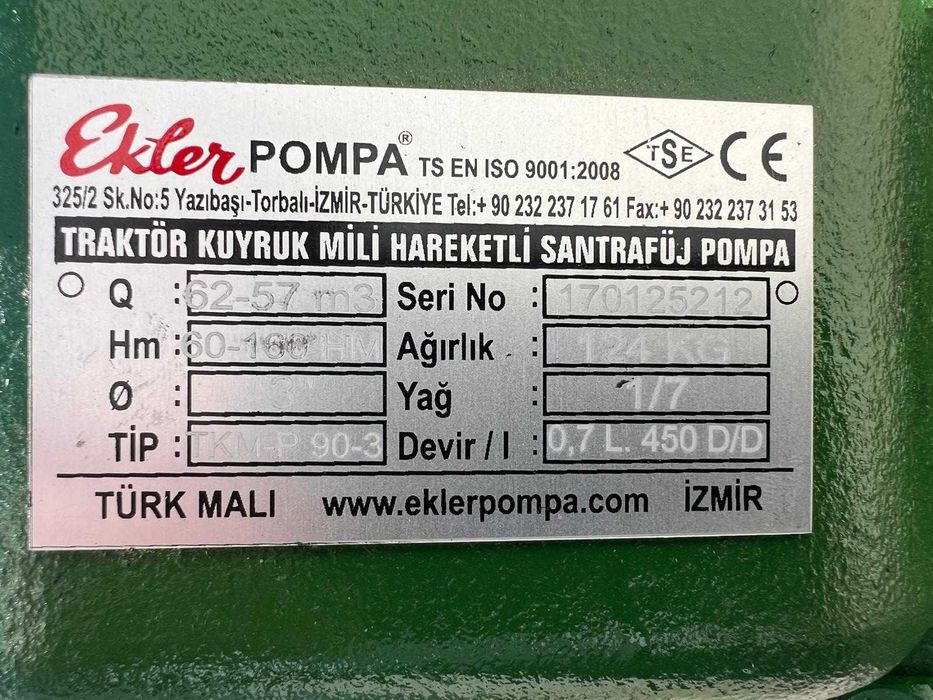 Ekler POMPA® TS EN ISO 9001:2008 TSE CE
325/2 Sk.No:5 Yazıbaşı-Torbalı-İZMİR-TÜRKİYE Tel:+ 90 232 237 17 61 Fax:+ 90 232 237 31 53
TRAKTÖR KUYRUK MİLİ HAREKETLİ SANTRAFÜJ POMPA
Q : 62-57 m3 Seri No : 170125212
Hm : 60-160 HM Ağırlık : 124 KG
Ø : 3" Yağ : 1/7
TİP : TKM-P 90-3 Devir / I : 0,7 L. 450 D/D
TÜRK MALI www.eklerpompa.com İZMİR